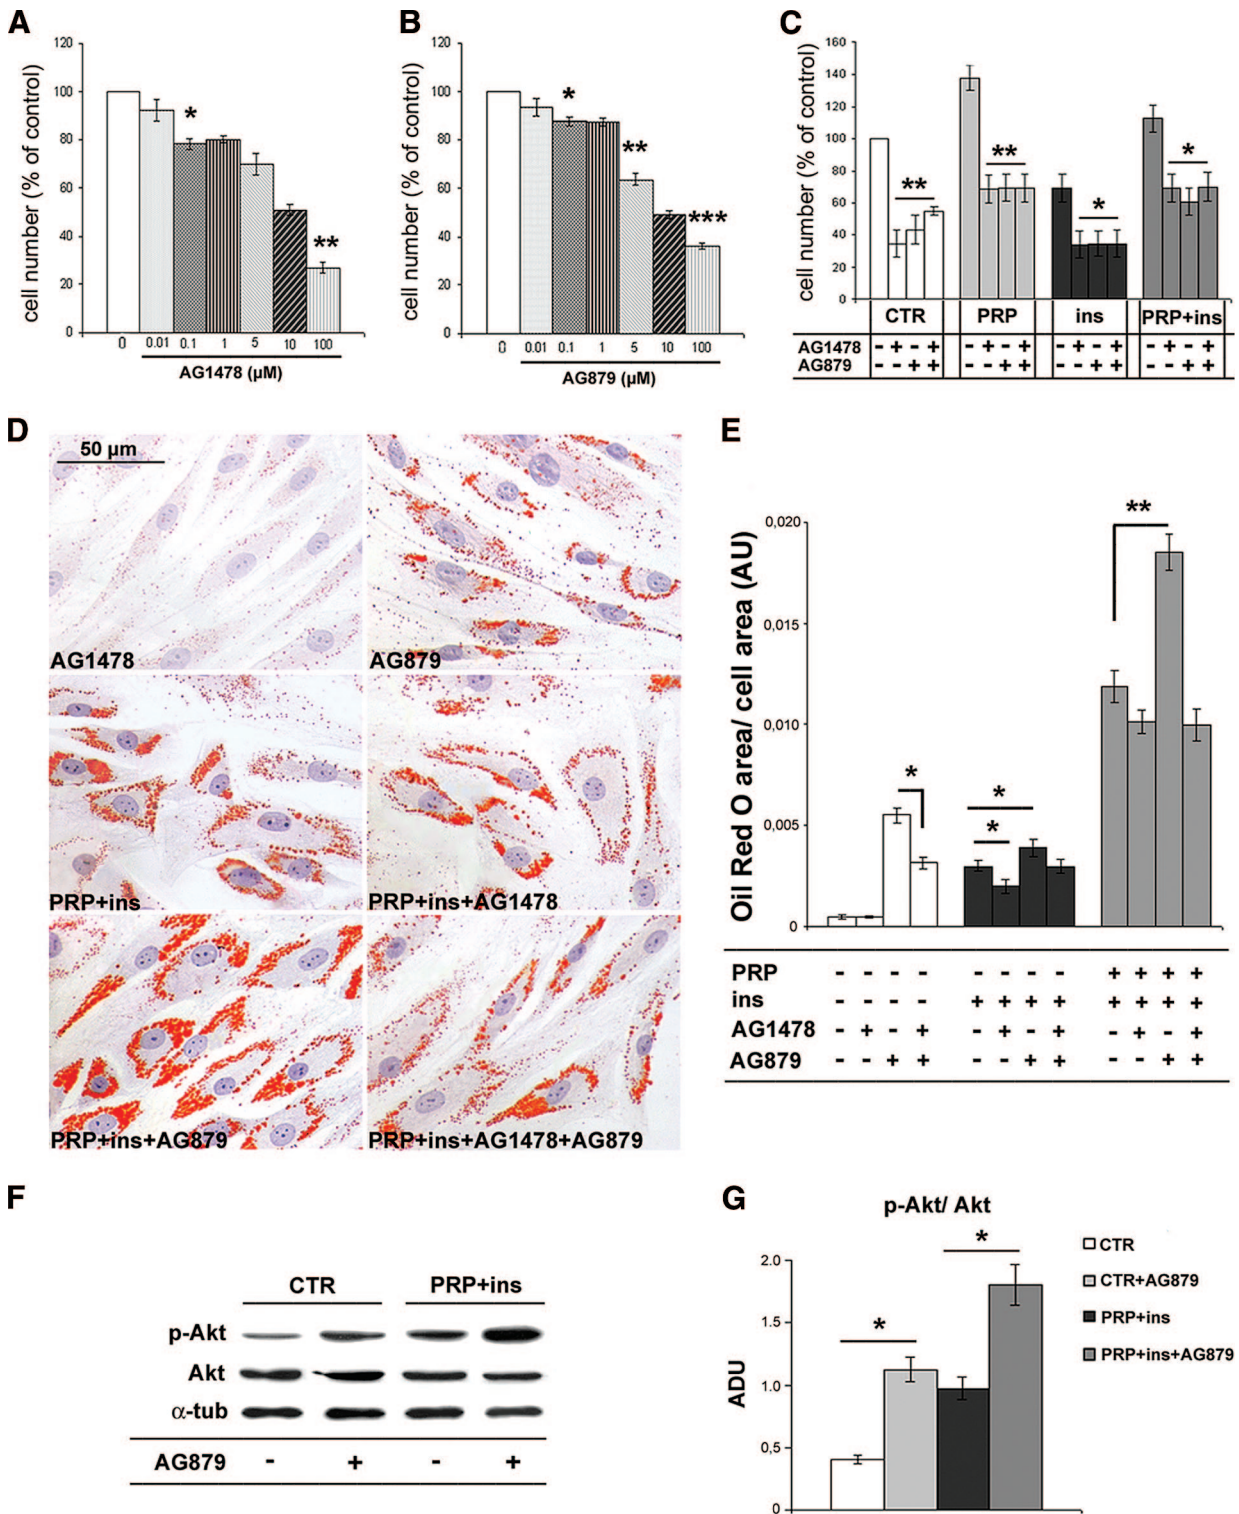 A
120
100
80
60
40
20
0
cell number (% of control)
*
**
0 0.01 0.1 1 5 10 100
AG1478 (µM)
B
120
100
80
60
40
20
0
cell number (% of control)
*
**
***
0 0.01 0.1 1 5 10 100
AG879 (µM)
C
160
140
120
100
80
60
40
20
0
cell number (% of control)
**
**
*
*
CTR PRP ins PRP+ins
AG1478 - + - + - + - + - + - + - + - +
AG879 - - + + - - + + - - + + - - + +
D
50 µm
AG1478
AG879
PRP+ins
PRP+ins+AG1478
PRP+ins+AG879
PRP+ins+AG1478+AG879
E
Oil Red O area/ cell area (AU)
0,020
0,015
0,010
0,005
0
*
*
*
**
PRP - - - - - - - - + + + +
ins - - - - + + + + + + + +
AG1478 - + - + - + - + - + - +
AG879 - - + + - - + + - - + +
F
CTR PRP+ins
p-Akt
Akt
α-tub
AG879 - + - +
G
p-Akt/ Akt
ADU
2.0
1.5
1.0
0,5
0
*
*
CTR
CTR+AG879
PRP+ins
PRP+ins+AG879